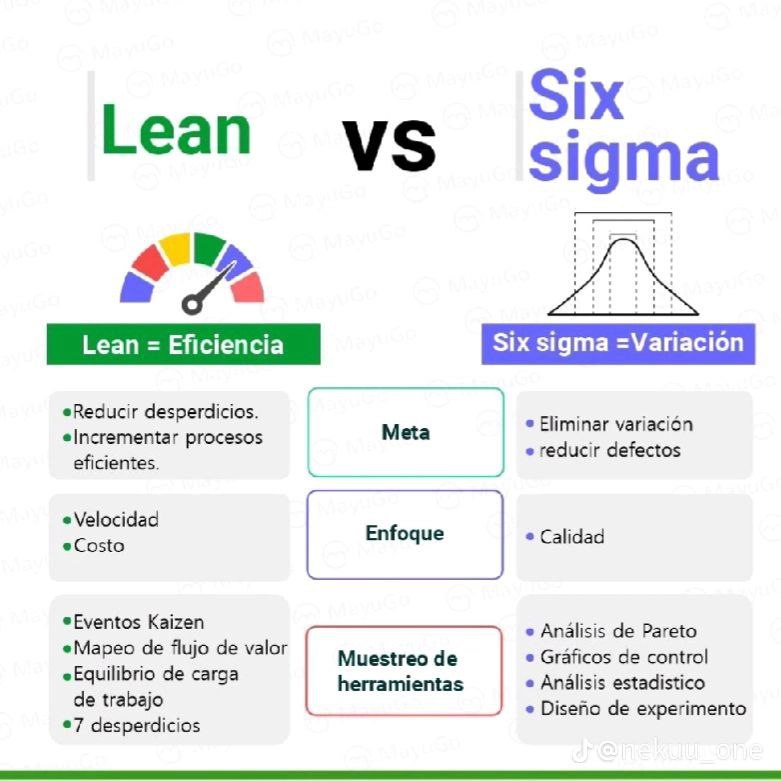 Lean
vs
Six
sigma
Lean = Eficiencia
Six sigma =Variación
•Reducir desperdicios.
•Incrementar procesos
eficientes.
Meta
• Eliminar variación
• reducir defectos
•Velocidad
•Costo
Enfoque
• Calidad
•Eventos Kaizen
•Mapeo de flujo de valor
•Equilibrio de carga
de trabajo
•7 desperdicios
Muestreo de
herramientas
• Análisis de Pareto
• Gráficos de control
• Análisis estadistico
• Diseño de experimento
@nekuu_one
MayuGo